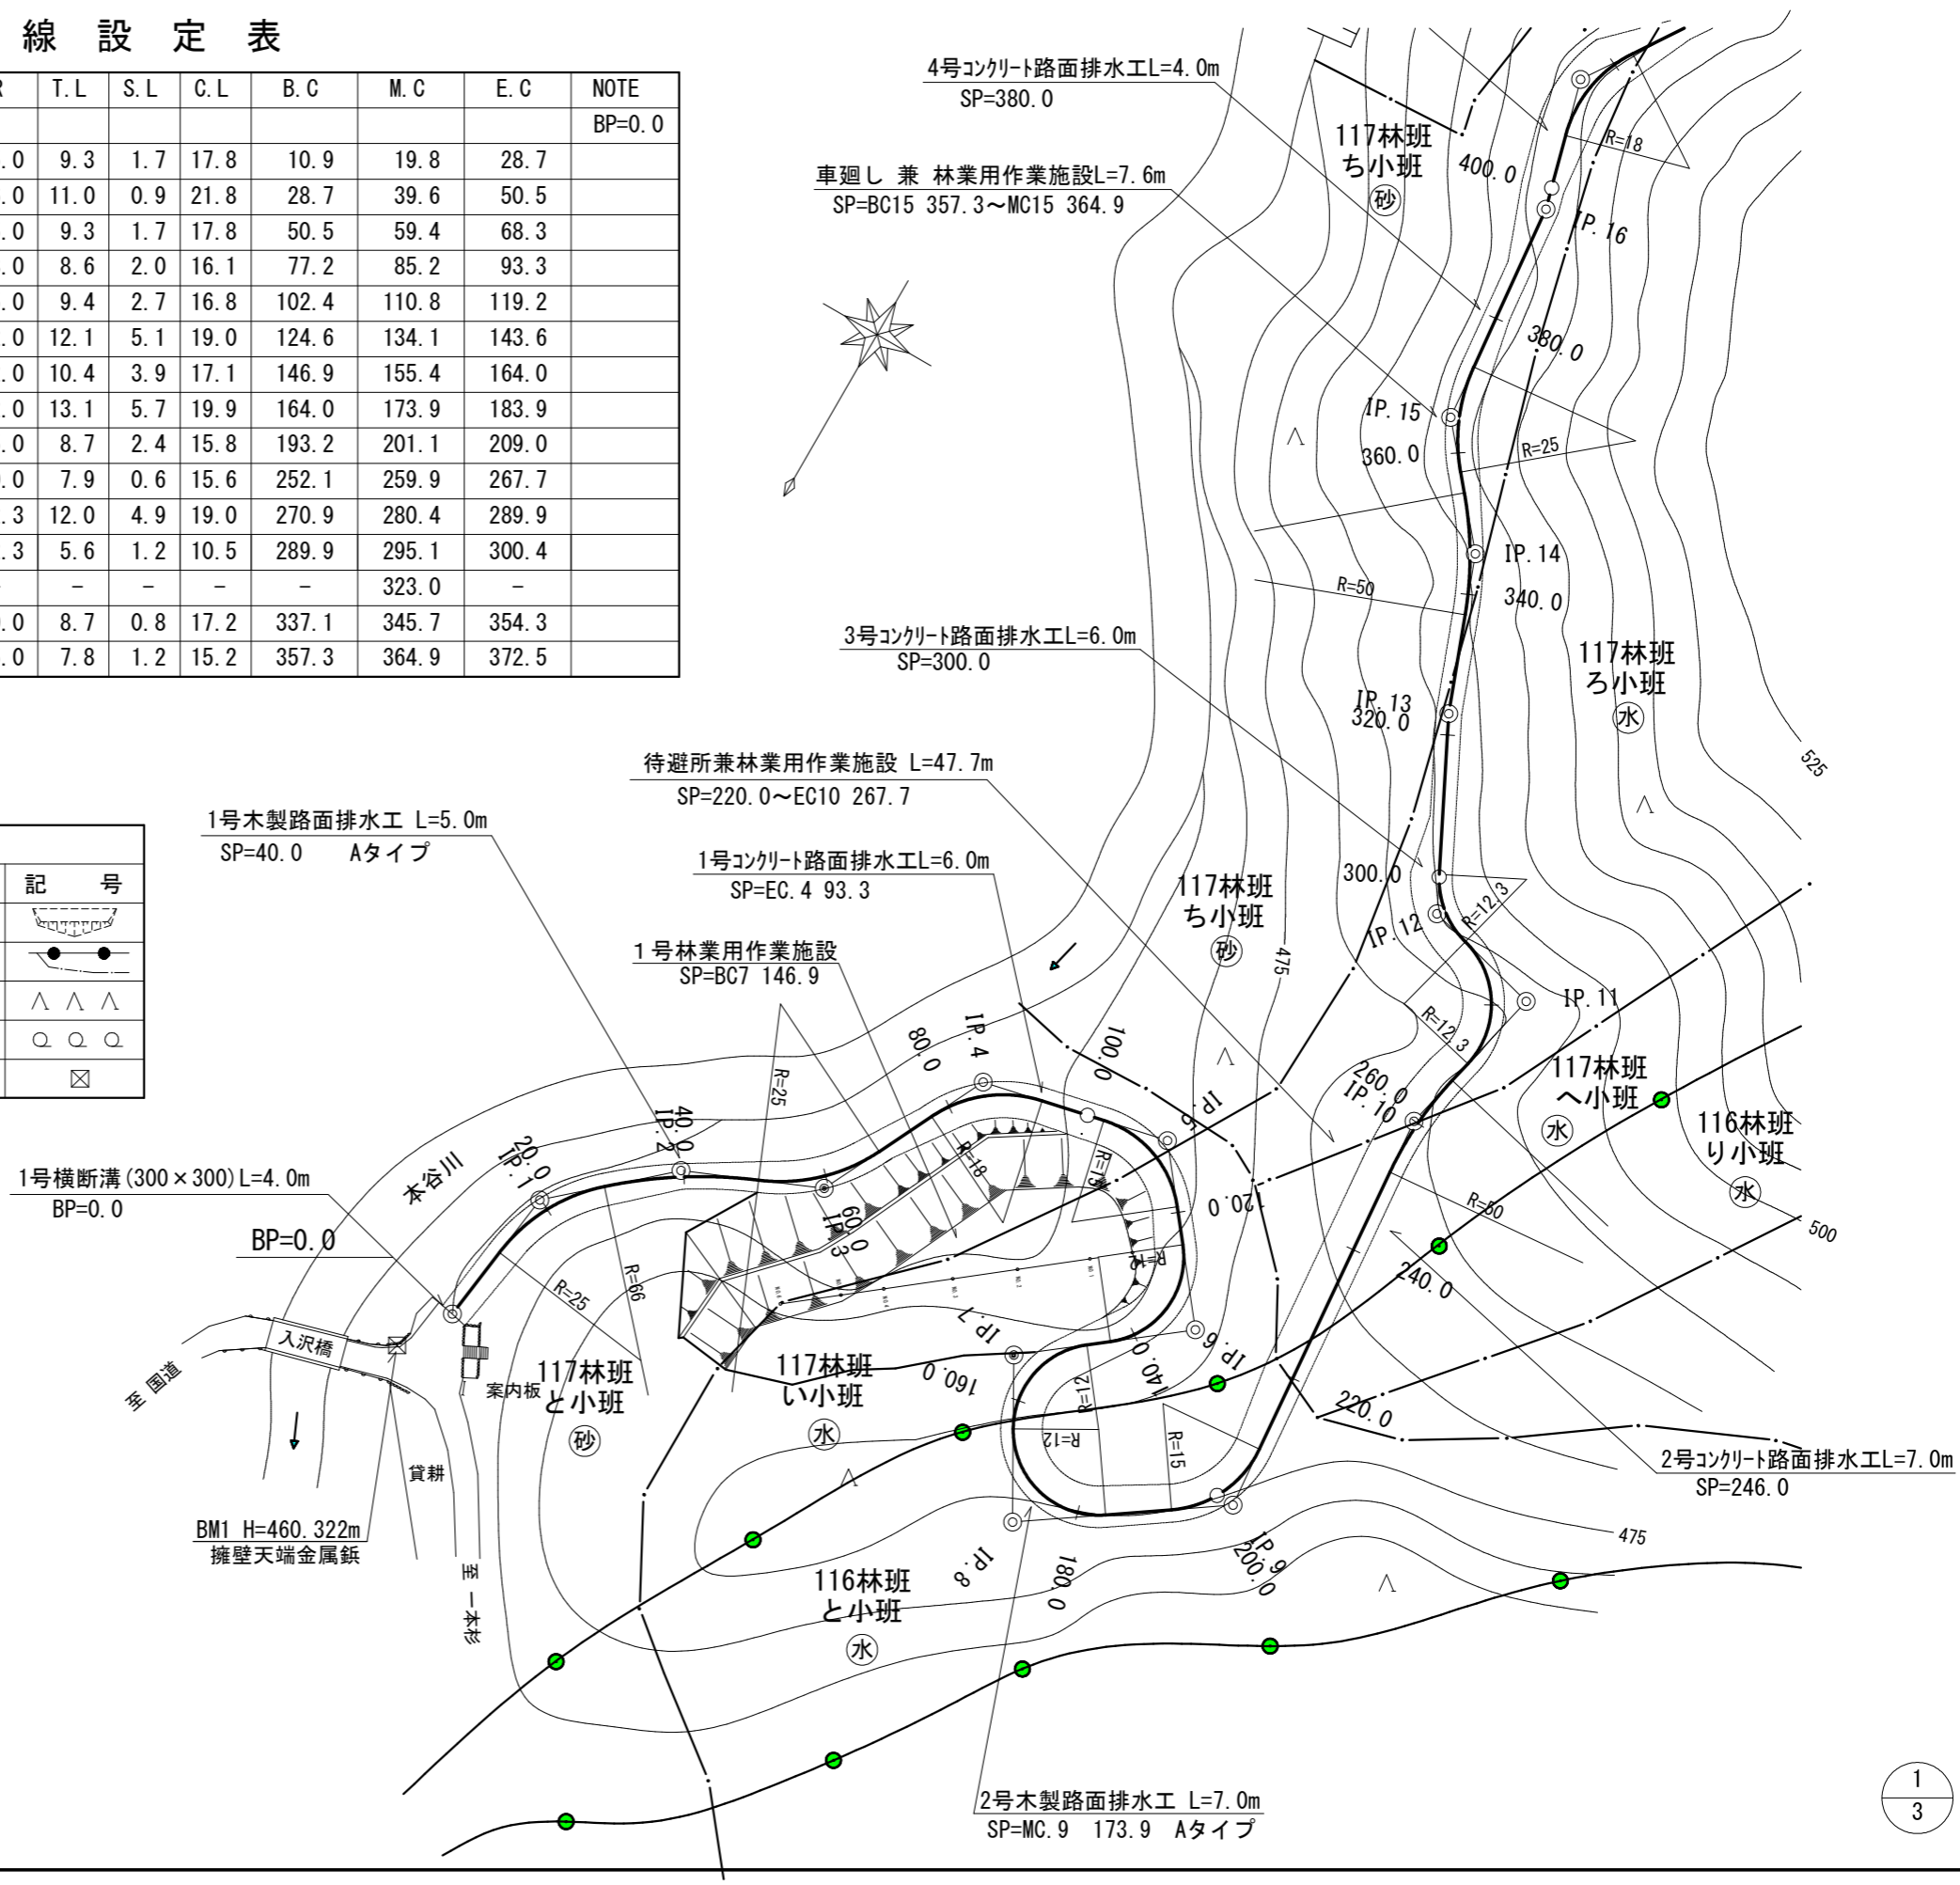 線 設 定 表
R T.L S.L C.L B.C M.C E.C NOTE
BP=0.0
.0 9.3 1.7 17.8 10.9 19.8 28.7
.0 11.0 0.9 21.8 28.7 39.6 50.5
.0 9.3 1.7 17.8 50.5 59.4 68.3
.0 8.6 2.0 16.1 77.2 85.2 93.3
.0 9.4 2.7 16.8 102.4 110.8 119.2
.0 12.1 5.1 19.0 124.6 134.1 143.6
.0 10.4 3.9 17.1 146.9 155.4 164.0
.0 13.1 5.7 19.9 164.0 173.9 183.9
.0 8.7 2.4 15.8 193.2 201.1 209.0
.0 7.9 0.6 15.6 252.1 259.9 267.7
.3 12.0 4.9 19.0 270.9 280.4 289.9
.3 5.6 1.2 10.5 289.9 295.1 300.4
- - - - 323.0 -
.0 8.7 0.8 17.2 337.1 345.7 354.3
.0 7.8 1.2 15.2 357.3 364.9 372.5
4号コンクリート路面排水工L=4.0m
SP=380.0
車廻し 兼 林業用作業施設L=7.6m
SP=BC15 357.3～MC15 364.9
117林班
ち小班
砂
400.0
R=18
IP.16
380.0
IP.15
360.0
R=25
IP.14
R=50
340.0
3号コンクリート路面排水工L=6.0m
SP=300.0
117林班
ろ小班
水
IP.13
320.0
525
待避所兼林業用作業施設 L=47.7m
SP=220.0～EC10 267.7
1号木製路面排水工 L=5.0m
SP=40.0 Aタイプ
1号コンクリート路面排水工L=6.0m
SP=EC.4 93.3
記 号
117林班
ち小班
砂
300.0
R=12.3
IP.12
475
1号林業用作業施設
SP=BC7 146.9
IP.11
R=12.3
117林班
へ小班
水
260.0
IP.10
116林班
り小班
水
80.0
IP.4
100.0
R=25
IP.5
40.0
IP.2
20.0
IP.1
本谷川
1号横断溝(300×300)L=4.0m
BP=0.0
BP=0.0
R=18
R=15
120.0
R=50
500
60.0
IP.3
R=12
R=66
R=25
240.0
入沢橋
至 国道
案内板
117林班
と小班
砂
117林班
い小班
水
IP.7
160.0
140.0
IP.6
R=12
R=12
R=15
220.0
2号コンクリート路面排水工L=7.0m
SP=246.0
貸耕
BM1 H=460.322m
擁壁天端金属鋲
至 一本杉
475
IP.8
180.0
IP.9
200.0
116林班
と小班
水
2号木製路面排水工 L=7.0m
SP=MC.9 173.9 Aタイプ
1
3